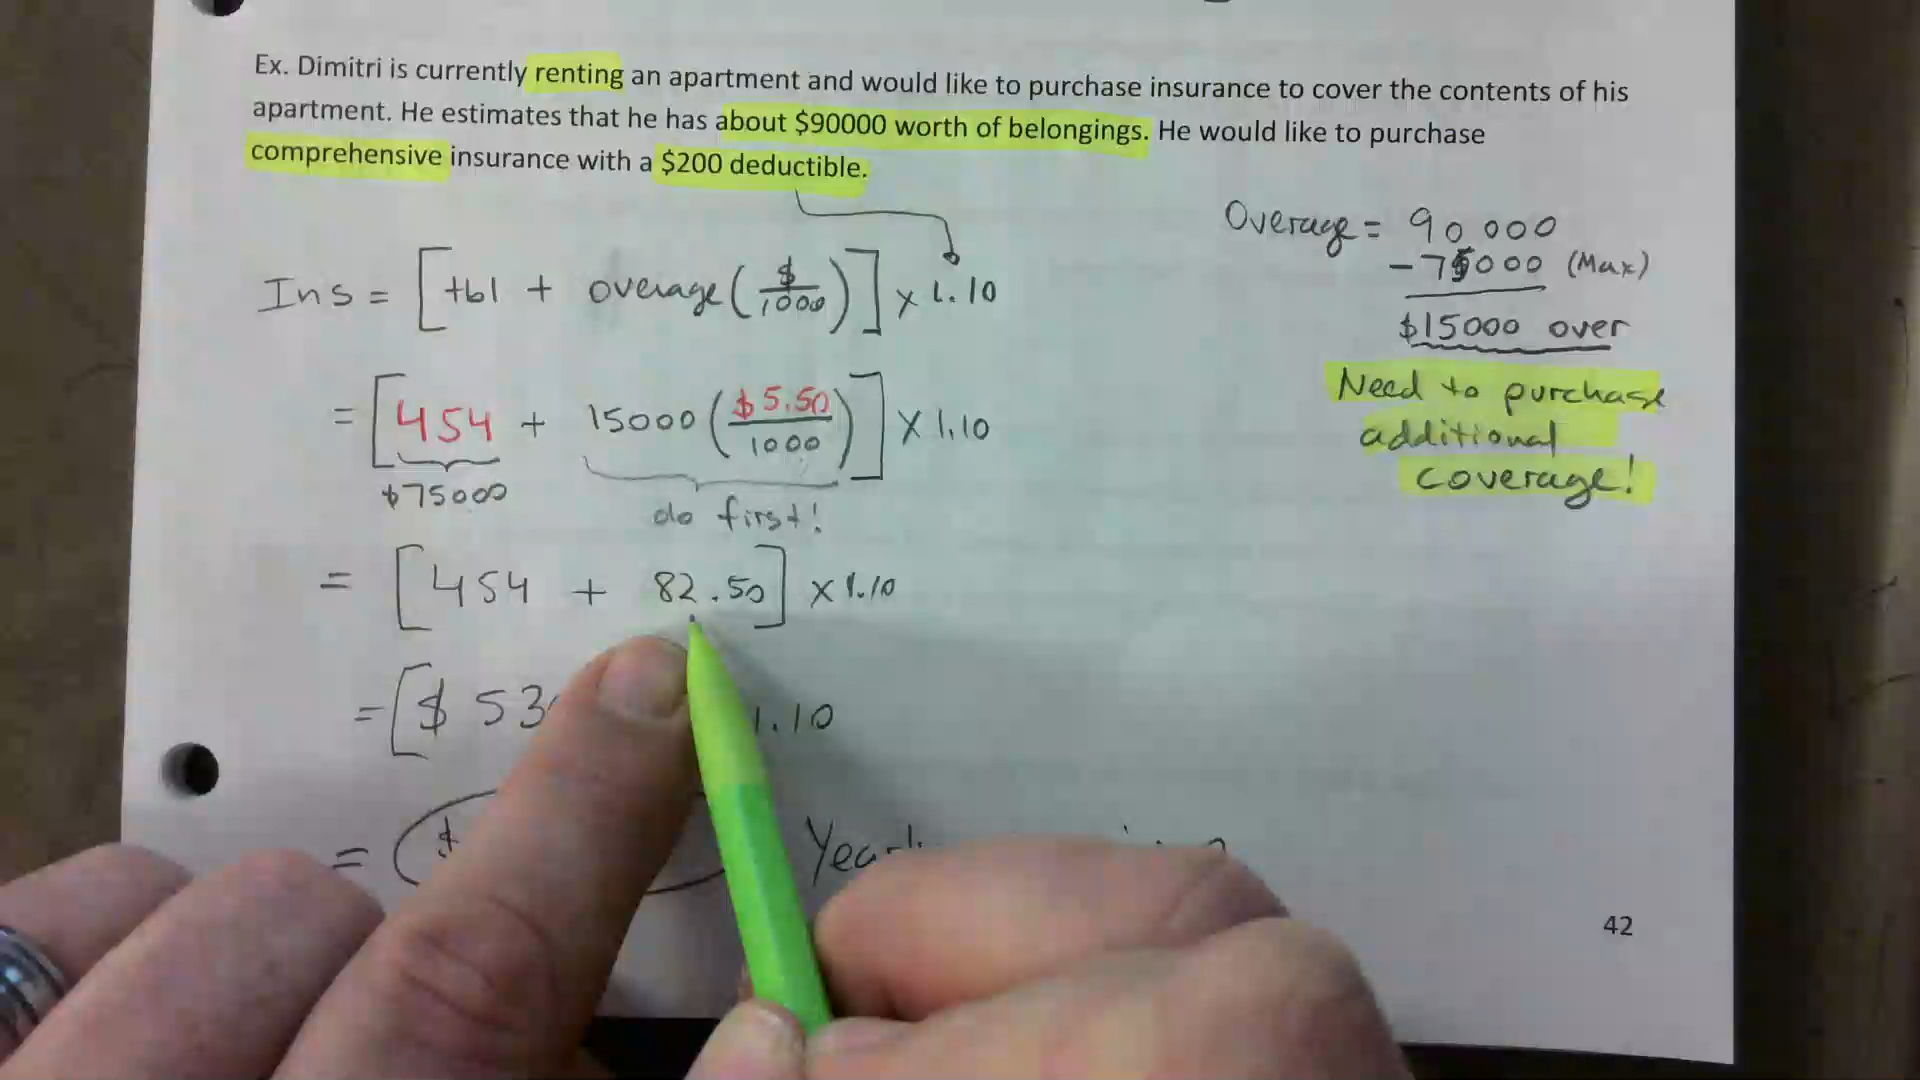 Ex. Dimitri is currently renting an apartment and would like to purchase insurance to cover the contents of his
apartment. He estimates that he has about $90000 worth of belongings. He would like to purchase
comprehensive insurance with a $200 deductible.
Overage = 90 000
- 75000 (Max)
$15000 over
Need to purchase
additional
coverage!
Ins = [tbl + overage($/1000)] x 1.10
= [454 + 15000($5.50/1000)] x 1.10
$75000
do first!
= [454 + 82.50] x 1.10
= [$ 53 1.10
= $
42